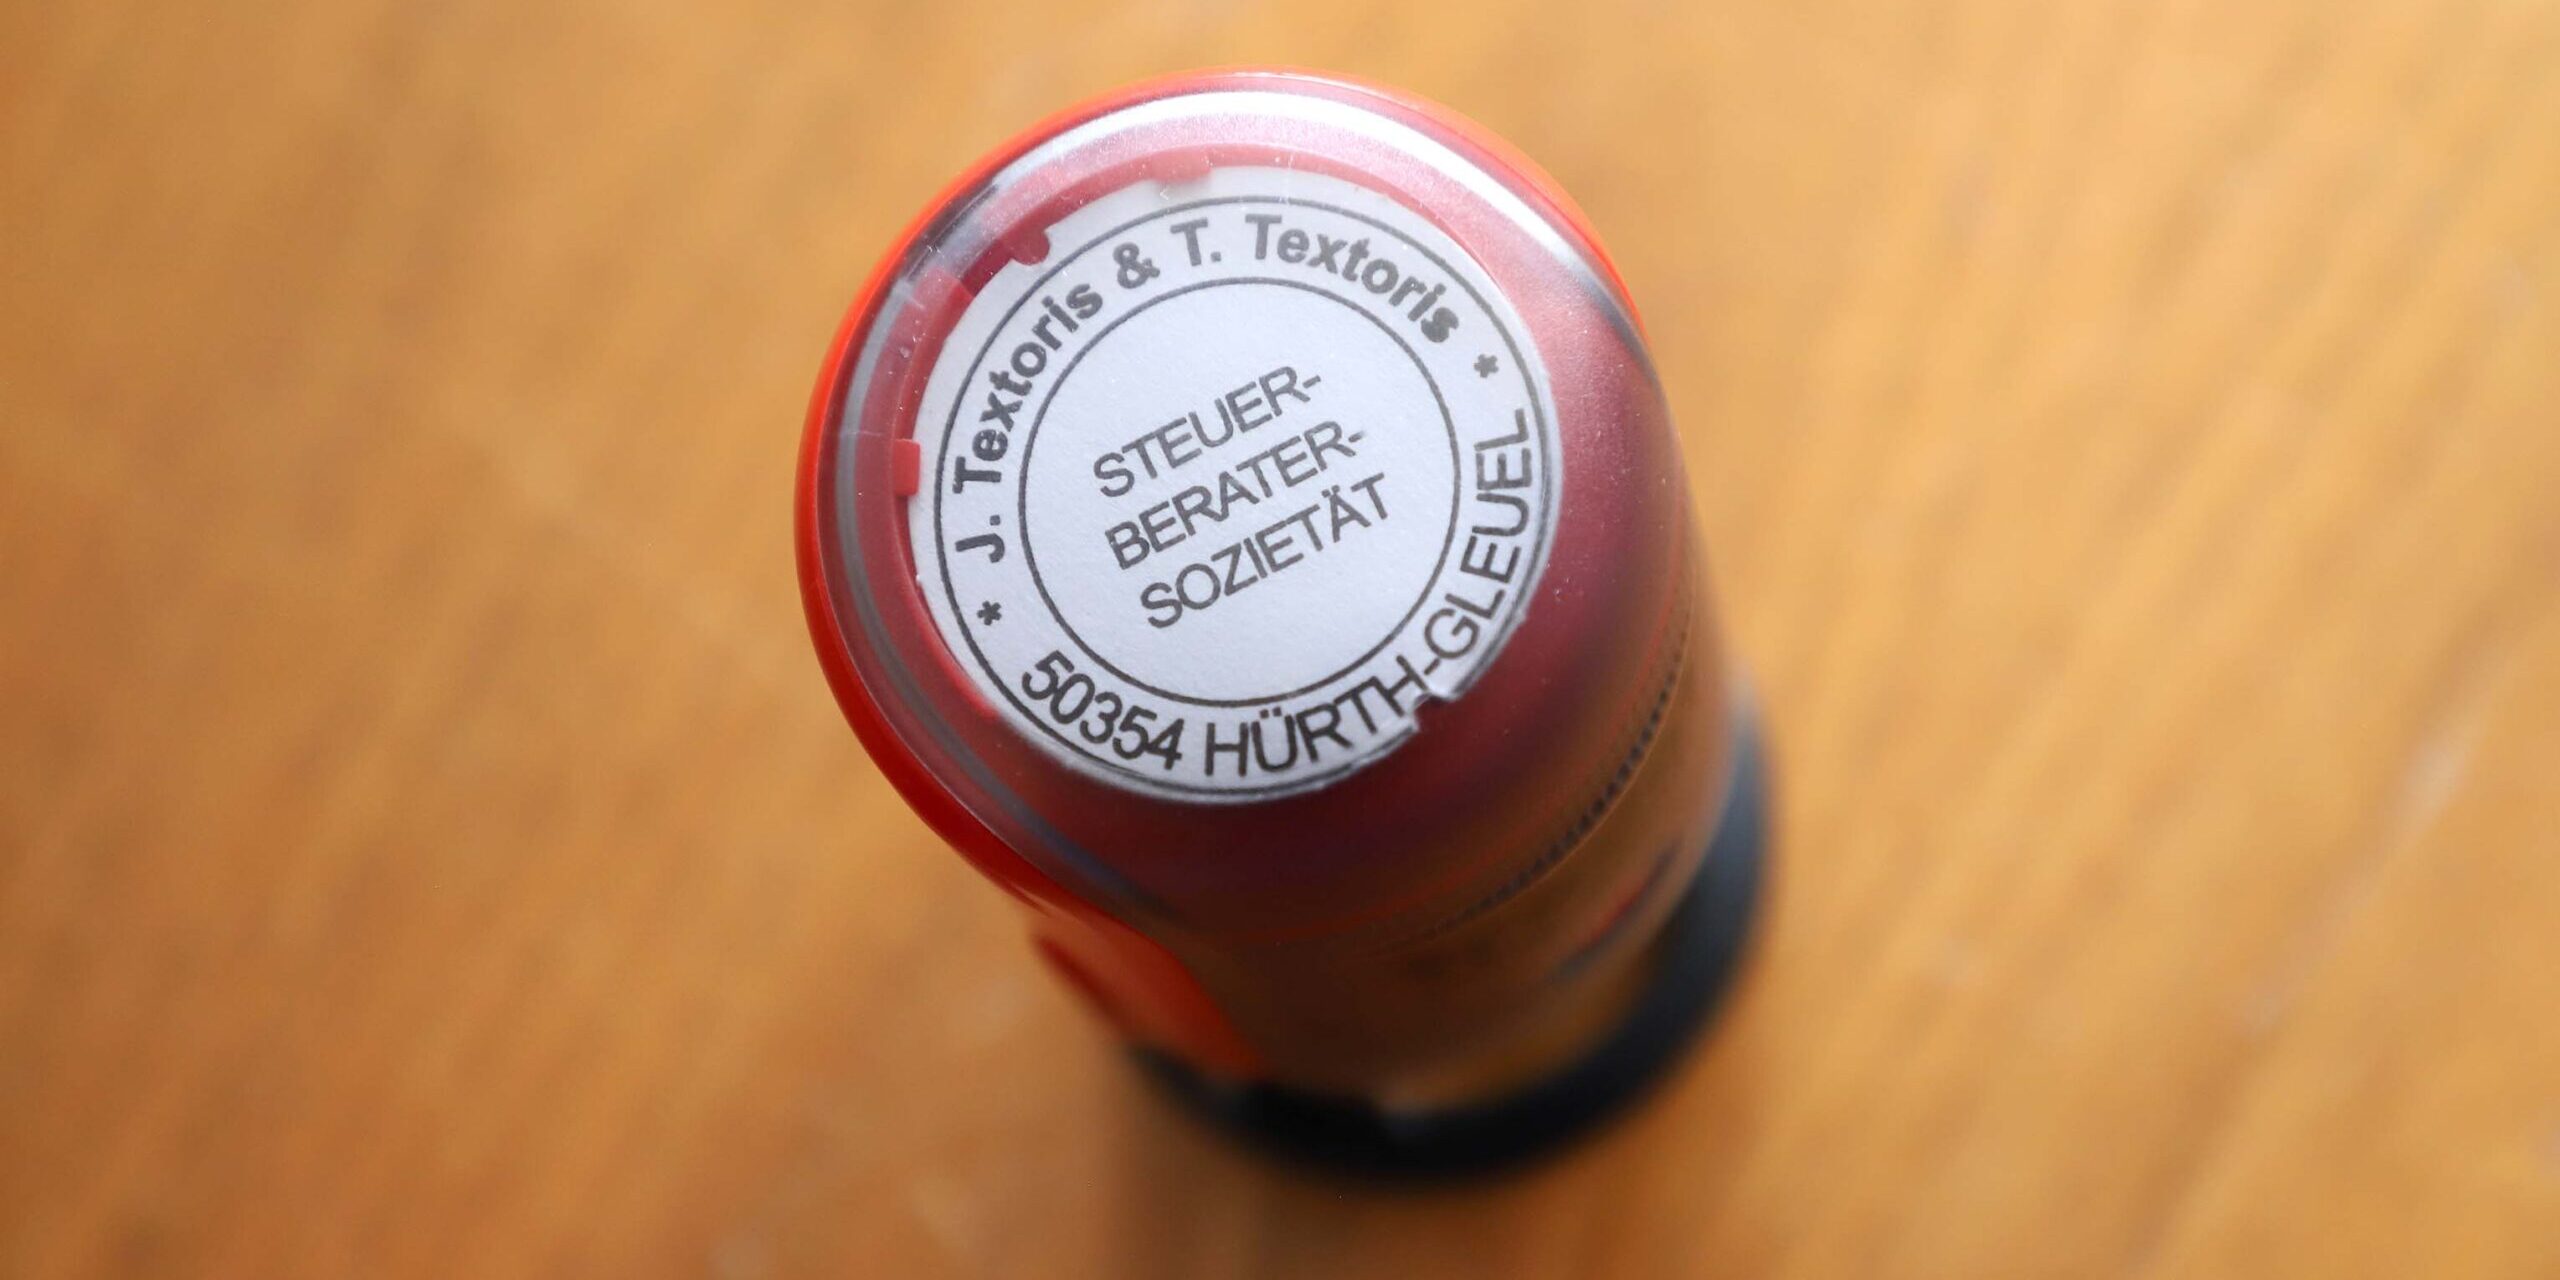 J. Textoris & T. Textoris
STEUER-
BERATER-
SOZIETÄT
* 50354 HÜRTH-GLEUEL *